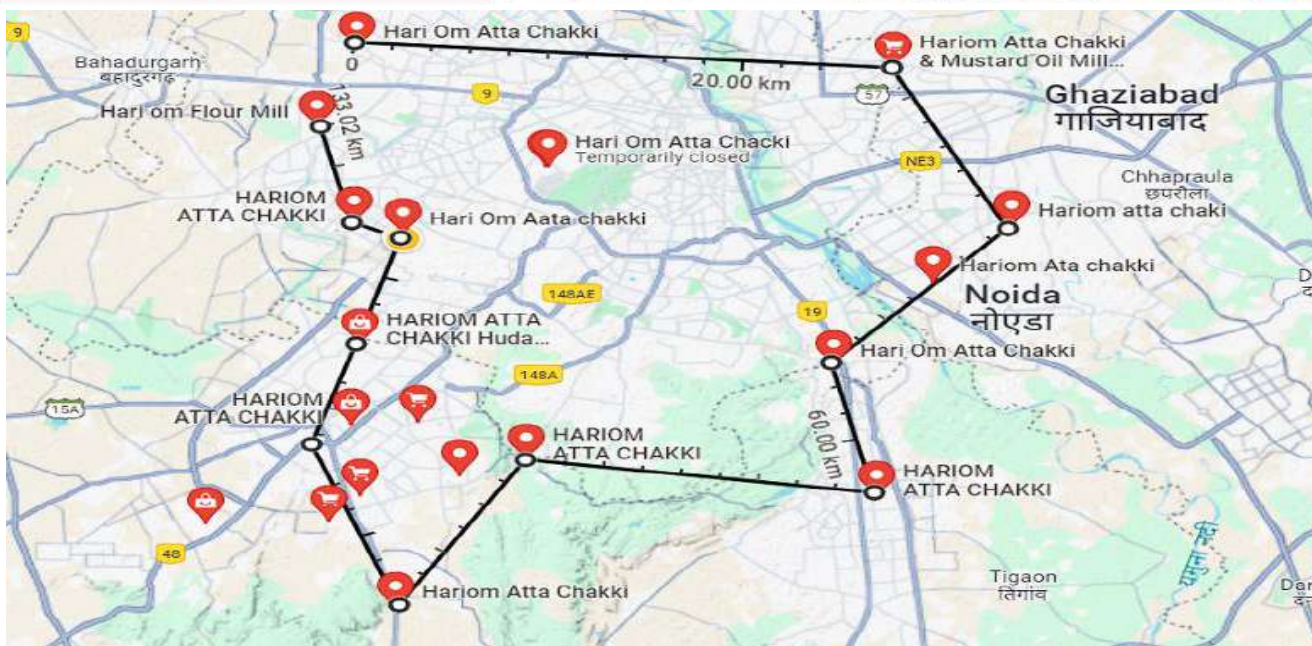 Hari Om Atta Chakki
9
Bahadurgarh
बहादुरगढ़
0
20.00 km
Hariom Atta Chakki
& Mustard Oil Mill...
57
Ghaziabad
गाजियाबाद
9
Hari om Flour Mill
133.02 km
Hari Om Atta Chacki
Temporarily closed
NE3
Chhapraula
छपरौला
HARIOM
ATTA CHAKKI
Hari Om Aata chakki
Hariom atta chaki
Hariom Ata chakki
148AE
Noida
नोएडा
19
HARIOM ATTA
CHAKKI Huda...
Hari Om Atta Chakki
148A
HARIOM
ATTA CHAKKI
15A
60.00 km
HARIOM
ATTA CHAKKI
HARIOM
ATTA CHAKKI
48
Hariom Atta Chakki
Tigaon
तिगांव
यमुना नदी